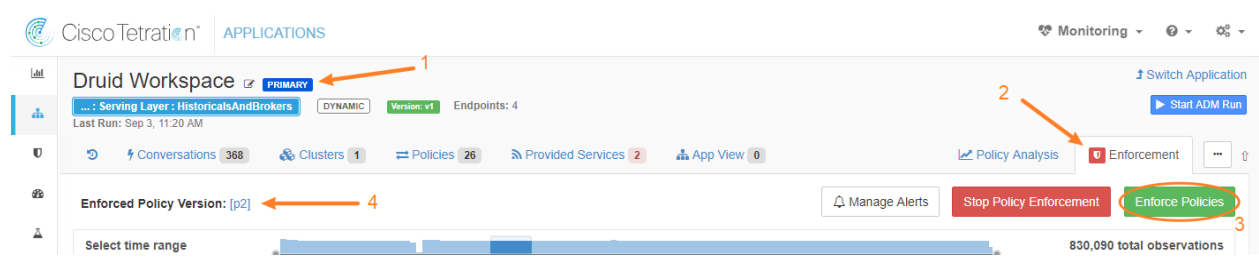 Cisco Tetration™ APPLICATIONS Monitoring
1
Druid Workspace PRIMARY Switch Application
2
... : Serving Layer : HistoricalsAndBrokers DYNAMIC Version: v1 Endpoints: 4 Start ADM Run
Last Run: Sep 3, 11:20 AM
Conversations 368 Clusters 1 Policies 26 Provided Services 2 App View 0 Policy Analysis Enforcement ...
Enforced Policy Version: [p2] 4 Manage Alerts Stop Policy Enforcement Enforce Policies
3
Select time range 830,090 total observations